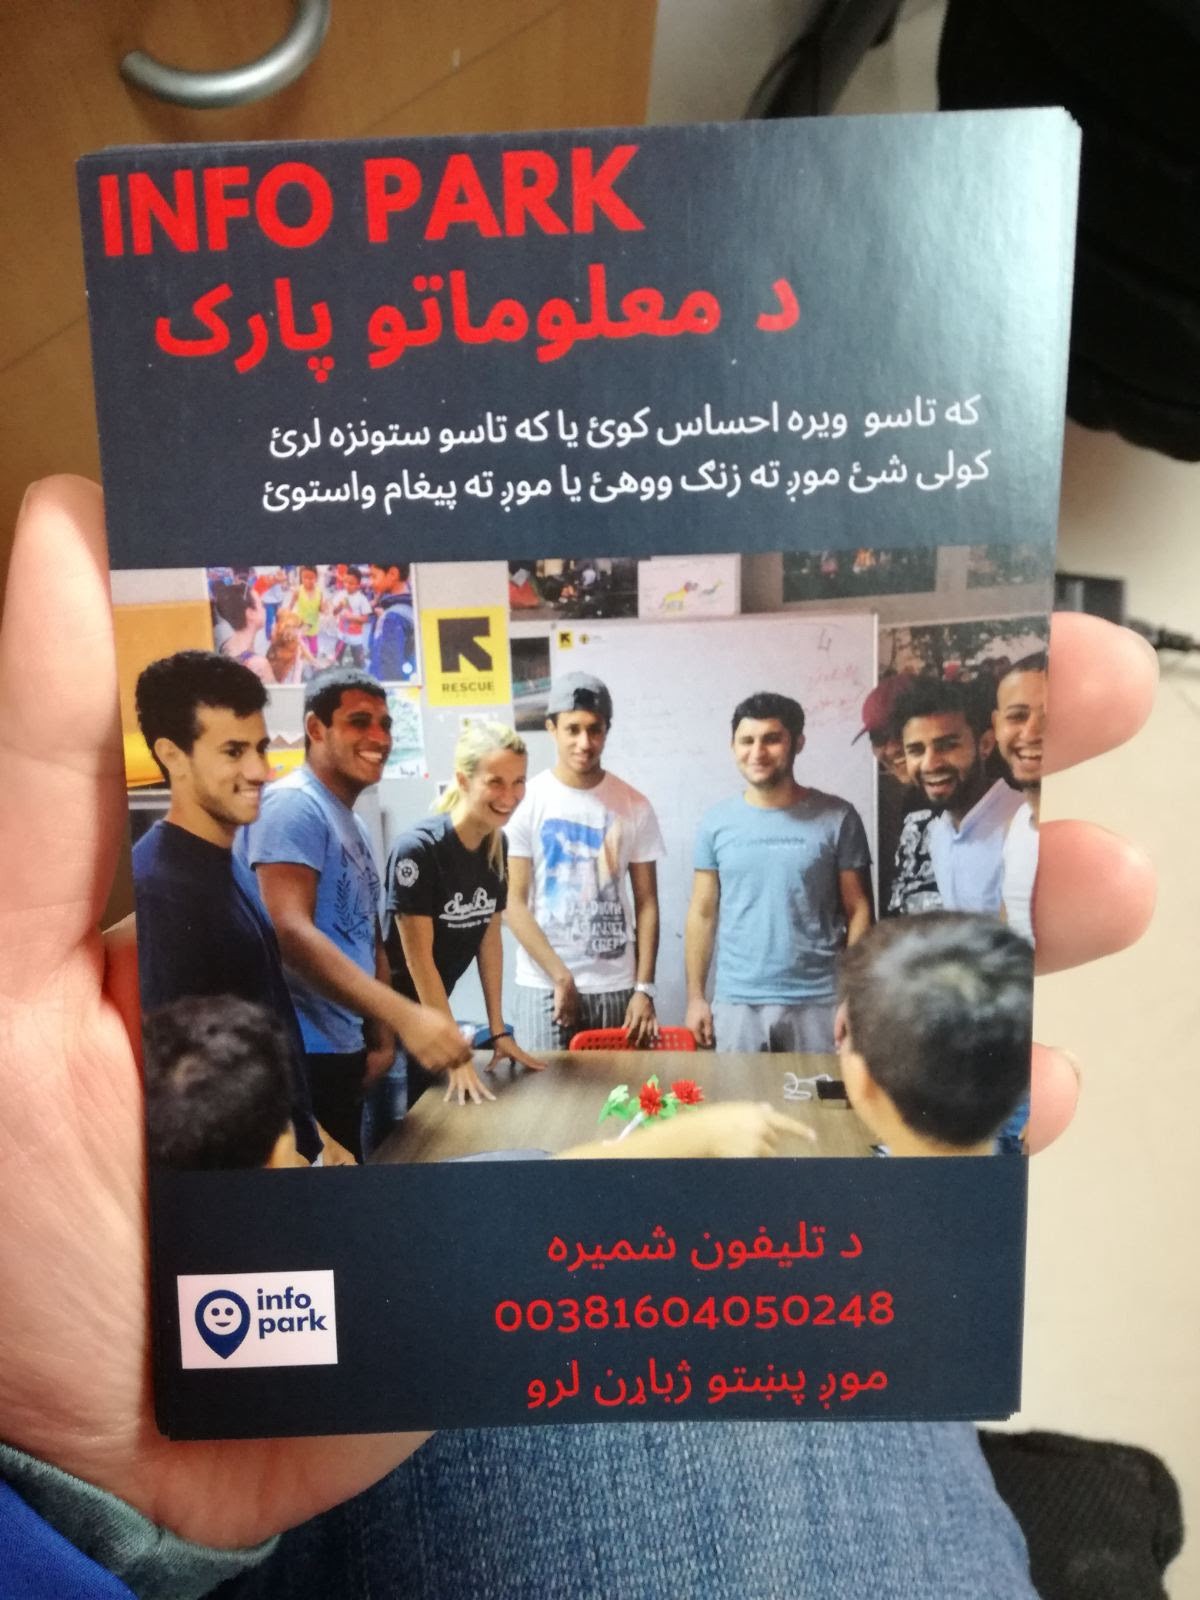 INFO PARK
د معلوماتو پارک
که تاسو ویره احساس کوئ یا که تاسو ستونزه لرئ
کولی شئ موږ ته زنګ ووهئ یا موږ ته پیغام واستوئ
RESCUE
د تلیفون شمیره
00381604050248
موږ پښتو ژباړن لرو
info
park